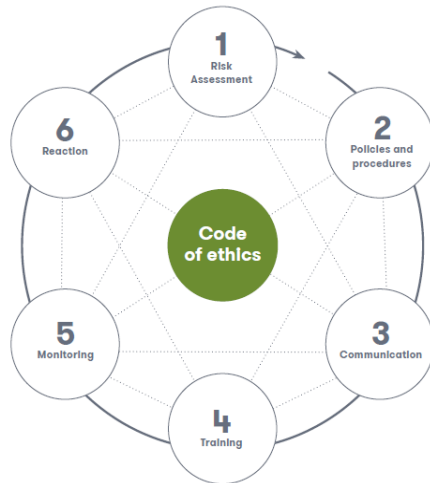 1
Risk
Assessment
2
Policies and
procedures
3
Communication
4
Training
5
Monitoring
6
Reaction
Code
of ethics